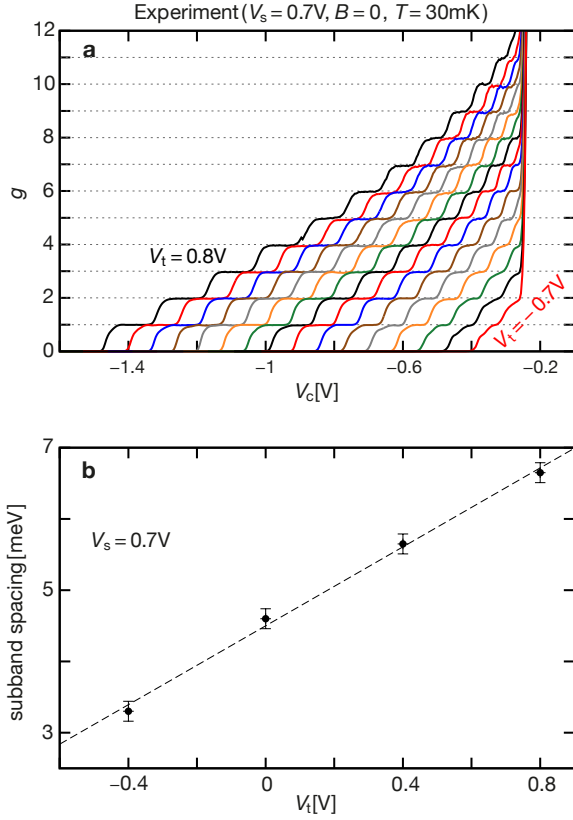 Experiment (Vs = 0.7V, B = 0, T = 30mK)
a
12
10
8
6
4
2
0
g
Vt = 0.8V
Vt = −0.7V
−1.4
−1
−0.6
−0.2
Vc[V]
b
7
5
3
subband spacing[meV]
Vs = 0.7V
−0.4
0
0.4
0.8
Vt[V]